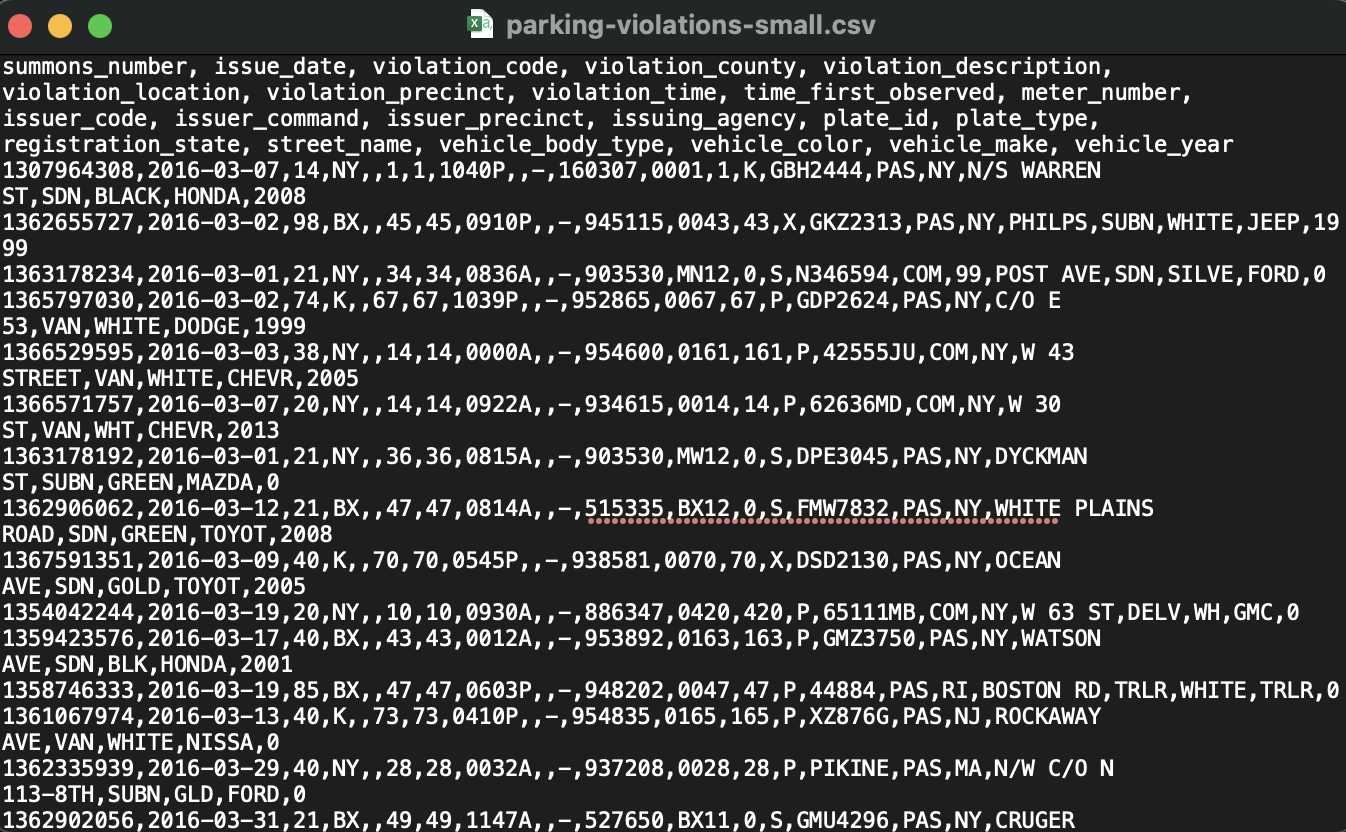 parking-violations-small.csv
summons_number, issue_date, violation_code, violation_county, violation_description,
violation_location, violation_precinct, violation_time, time_first_observed, meter_number,
issuer_code, issuer_command, issuer_precinct, issuing_agency, plate_id, plate_type,
registration_state, street_name, vehicle_body_type, vehicle_color, vehicle_make, vehicle_year
1307964308,2016-03-07,14,NY,,1,1,1040P,,-,160307,0001,1,K,GBH2444,PAS,NY,N/S WARREN
ST,SDN,BLACK,HONDA,2008
1362655727,2016-03-02,98,BX,,45,45,0910P,,-,945115,0043,43,X,GKZ2313,PAS,NY,PHILPS,SUBN,WHITE,JEEP,19
99
1363178234,2016-03-01,21,NY,,34,34,0836A,,-,903530,MN12,0,S,N346594,COM,99,POST AVE,SDN,SILVE,FORD,0
1365797030,2016-03-02,74,K,,67,67,1039P,,-,952865,0067,67,P,GDP2624,PAS,NY,C/O E
53,VAN,WHITE,DODGE,1999
1366529595,2016-03-03,38,NY,,14,14,0000A,,-,954600,0161,161,P,42555JU,COM,NY,W 43
STREET,VAN,WHITE,CHEVR,2005
1366571757,2016-03-07,20,NY,,14,14,0922A,,-,934615,0014,14,P,62636MD,COM,NY,W 30
ST,VAN,WHT,CHEVR,2013
1363178192,2016-03-01,21,NY,,36,36,0815A,,-,903530,MW12,0,S,DPE3045,PAS,NY,DYCKMAN
ST,SUBN,GREEN,MAZDA,0
1362906062,2016-03-12,21,BX,,47,47,0814A,,-,515335,BX12,0,S,FMW7832,PAS,NY,WHITE PLAINS
ROAD,SDN,GREEN,TOYOT,2008
1367591351,2016-03-09,40,K,,70,70,0545P,,-,938581,0070,70,X,DSD2130,PAS,NY,OCEAN
AVE,SDN,GOLD,TOYOT,2005
1354042244,2016-03-19,20,NY,,10,10,0930A,,-,886347,0420,420,P,65111MB,COM,NY,W 63 ST,DELV,WH,GMC,0
1359423576,2016-03-17,40,BX,,43,43,0012A,,-,953892,0163,163,P,GMZ3750,PAS,NY,WATSON
AVE,SDN,BLK,HONDA,2001
1358746333,2016-03-19,85,BX,,47,47,0603P,,-,948202,0047,47,P,44884,PAS,RI,BOSTON RD,TRLR,WHITE,TRLR,0
1361067974,2016-03-13,40,K,,73,73,0410P,,-,954835,0165,165,P,XZ876G,PAS,NJ,ROCKAWAY
AVE,VAN,WHITE,NISSA,0
1362335939,2016-03-29,40,NY,,28,28,0032A,,-,937208,0028,28,P,PIKINE,PAS,MA,N/W C/O N
113-8TH,SUBN,GLD,FORD,0
1362902056,2016-03-31,21,BX,,49,49,1147A,,-,527650,BX11,0,S,GMU4296,PAS,NY,CRUGER